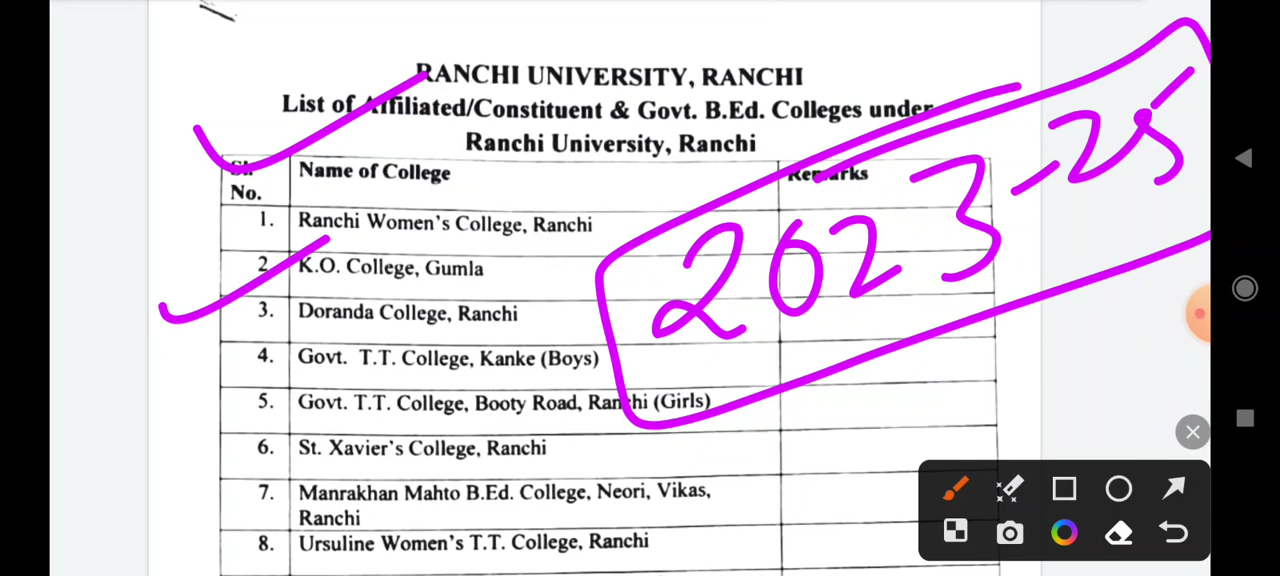 RANCHI UNIVERSITY, RANCHI
List of Affiliated/Constituent & Govt. B.Ed. Colleges under
Ranchi University, Ranchi
Sl. No. Name of College Remarks
1. Ranchi Women's College, Ranchi
2. K.O. College, Gumla
3. Doranda College, Ranchi
4. Govt. T.T. College, Kanke (Boys)
5. Govt. T.T. College, Booty Road, Ranchi (Girls)
6. St. Xavier's College, Ranchi
7. Manrakhan Mahto B.Ed. College, Neori, Vikas,
Ranchi
8. Ursuline Women's T.T. College, Ranchi
2023-25